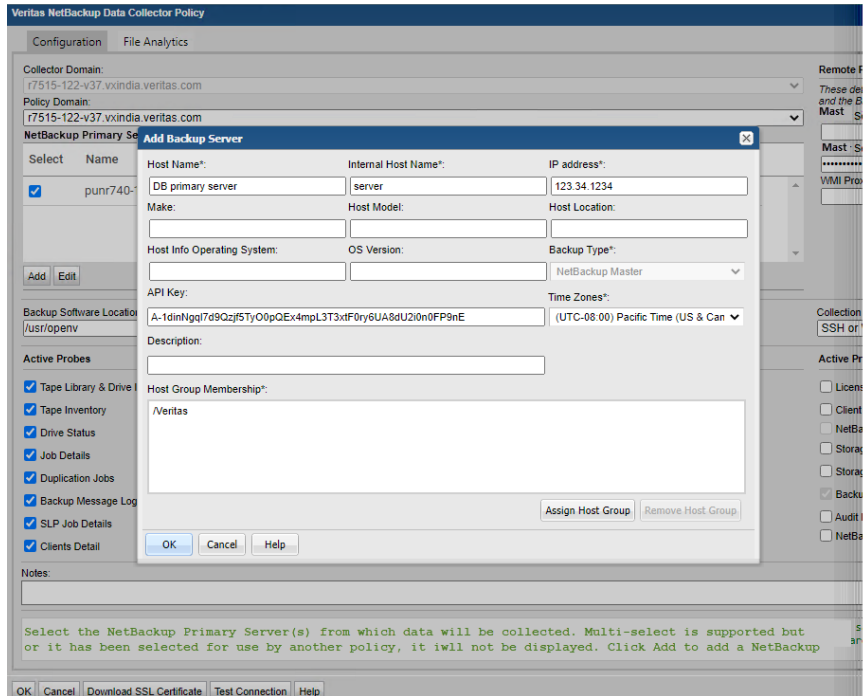 Veritas NetBackup Data Collector Policy
Configuration File Analytics
Collector Domain:
r7515-122-v37.vxindia.veritas.com
Policy Domain:
r7515-122-v37.vxindia.veritas.com
NetBackup Primary Se
Select Name
punr740-
Add Edit
Backup Software Locatio
/usr/openv
Active Probes
Tape Library & Drive I
Tape Inventory
Drive Status
Job Details
Duplication Jobs
Backup Message Log
SLP Job Details
Clients Detail
Add Backup Server
Host Name*: Internal Host Name*: IP address*:
DB primary server server 123.34.1234
Make: Host Model: Host Location:
Host Info Operating System: OS Version: Backup Type*:
NetBackup Master
API Key: Time Zones*:
A-1dinNgql7d9Qzjf5TyO0pQEx4mpL3T3xtF0ry6UA8dU2i0n0FP9nE (UTC-08:00) Pacific Time (US & Can
Description:
Host Group Membership*:
/Veritas
Assign Host Group Remove Host Group
OK Cancel Help
Remote
These de
and the B
Mast
Mast
WMI Prox
Collection
SSH or
Active Pr
Licens
Client
NetBa
Storag
Storag
Backu
Audit
NetBa
Notes:
Select the NetBackup Primary Server(s) from which data will be collected. Multi-select is supported but
or it has been selected for use by another policy, it iwll not be displayed. Click Add to add a NetBackup
OK Cancel Download SSL Certificate Test Connection Help